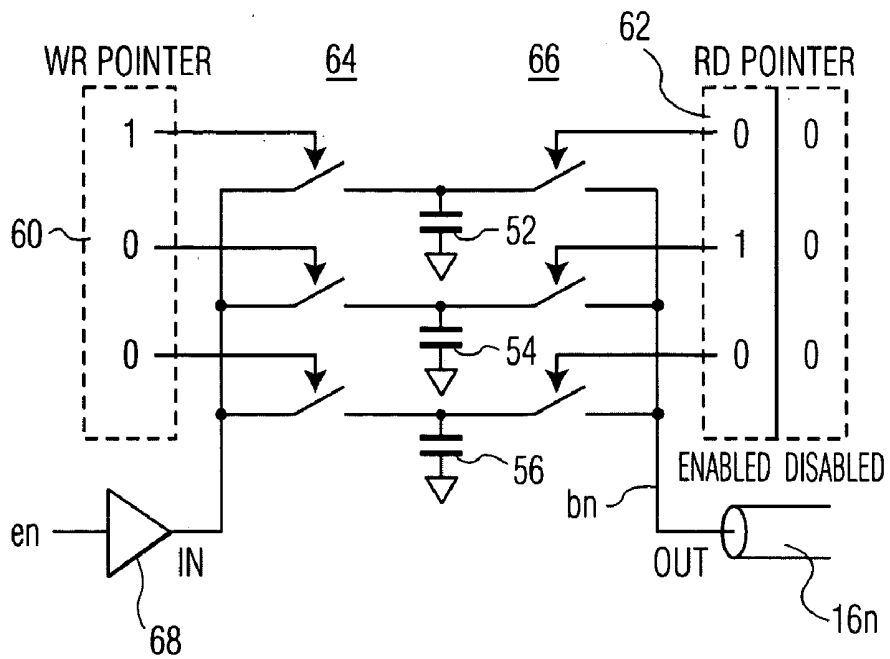 62
WR POINTER 64 66 RD POINTER
1 0 0
60 0 52 1 0
0 54 0 0
56 ENABLED DISABLED
bn
en IN OUT
68 16n